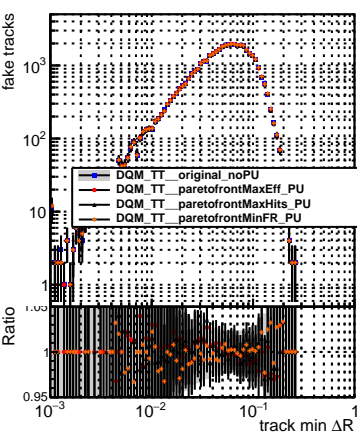 fake tracks
10³
10²
10
1
DQM_TT__original_noPU
DQM_TT__paretofrontMaxEff_PU
DQM_TT__paretofrontMaxHits_PU
DQM_TT__paretofrontMinFR_PU
Ratio
1.05
1
0.95
10⁻³ 10⁻² 10⁻¹ 1
track min ΔR